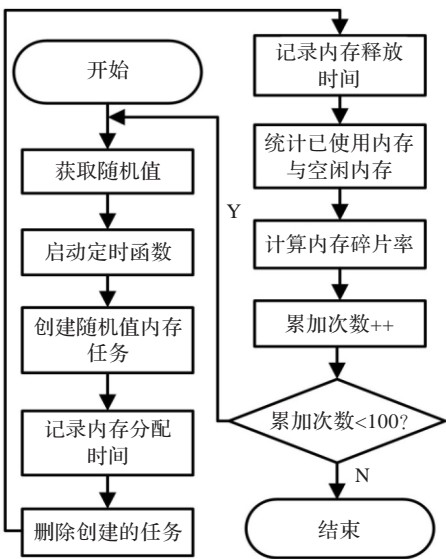 开始
获取随机值
启动定时函数
创建随机值内存
任务
记录内存分配
时间
删除创建的任务
记录内存释放
时间
统计已使用内存
与空闲内存
计算内存碎片率
累加次数++
累加次数<100?
Y
N
结束